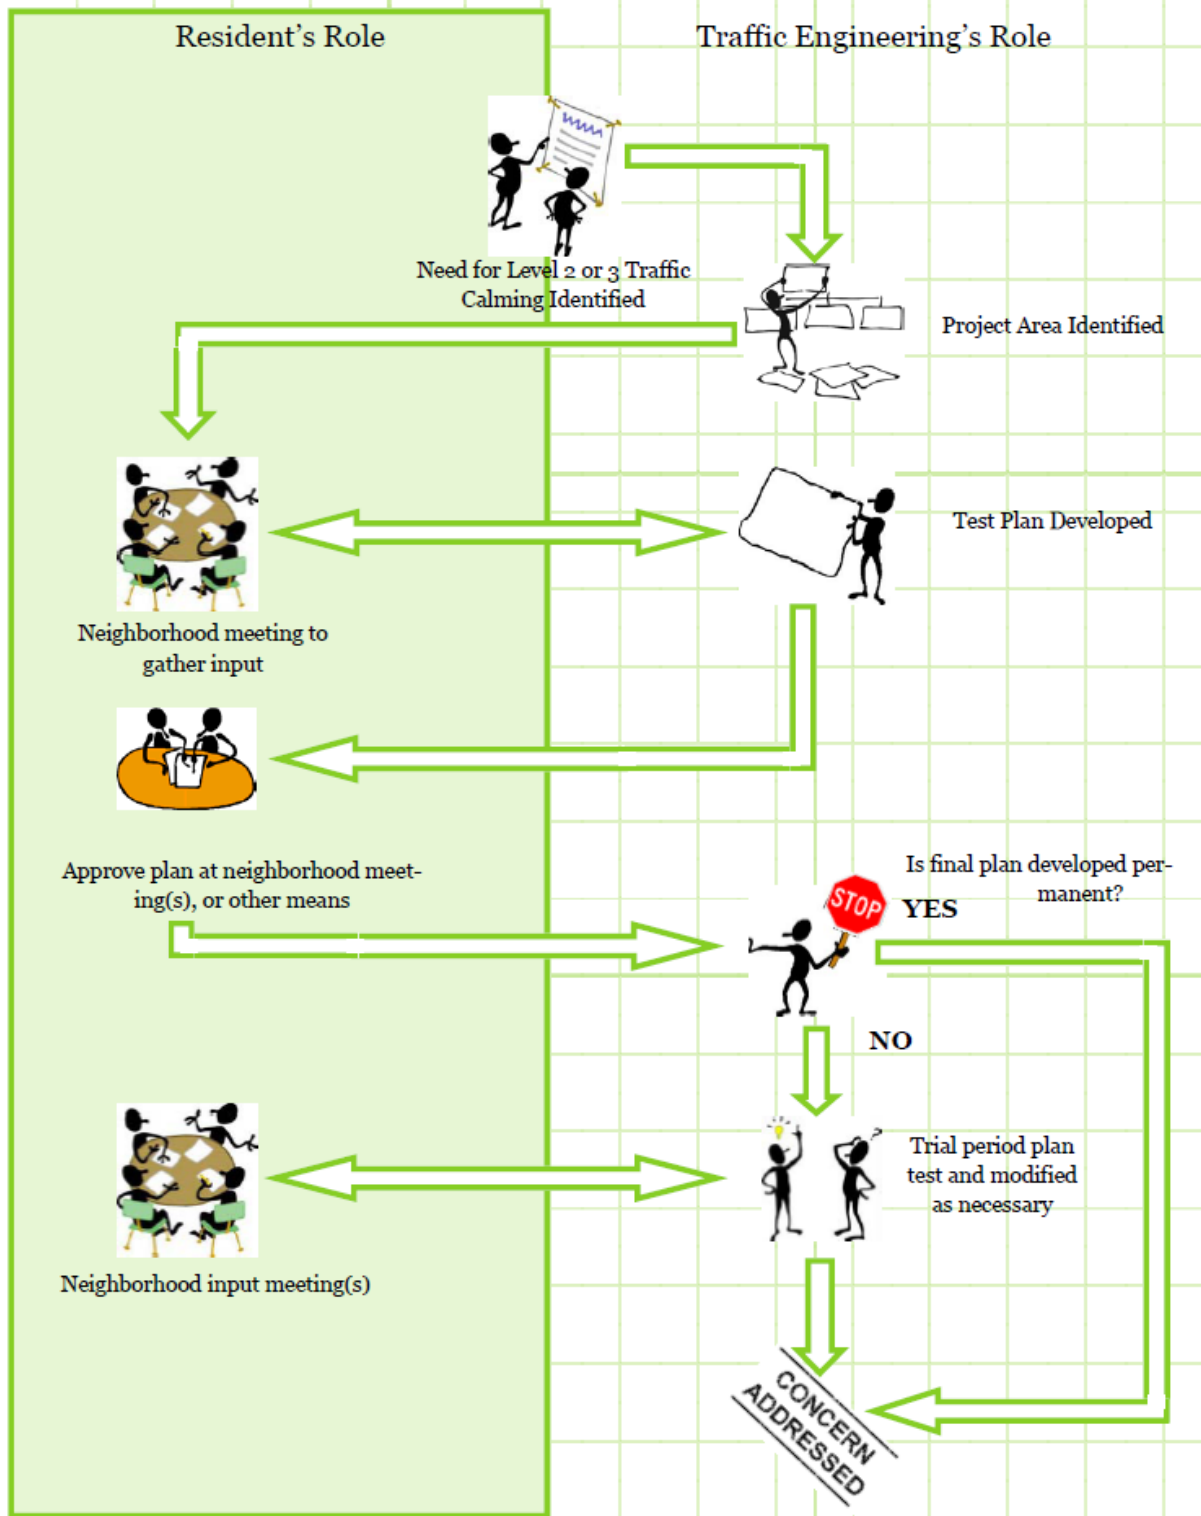 Resident's Role
Traffic Engineering's Role
Need for Level 2 or 3 Traffic
Calming Identified
Project Area Identified
Test Plan Developed
Neighborhood meeting to
gather input
Approve plan at neighborhood meet-
ing(s), or other means
Is final plan developed per-
manent?
STOP
YES
NO
Trial period plan
test and modified
as necessary
Neighborhood input meeting(s)
CONCERN
ADDRESSED